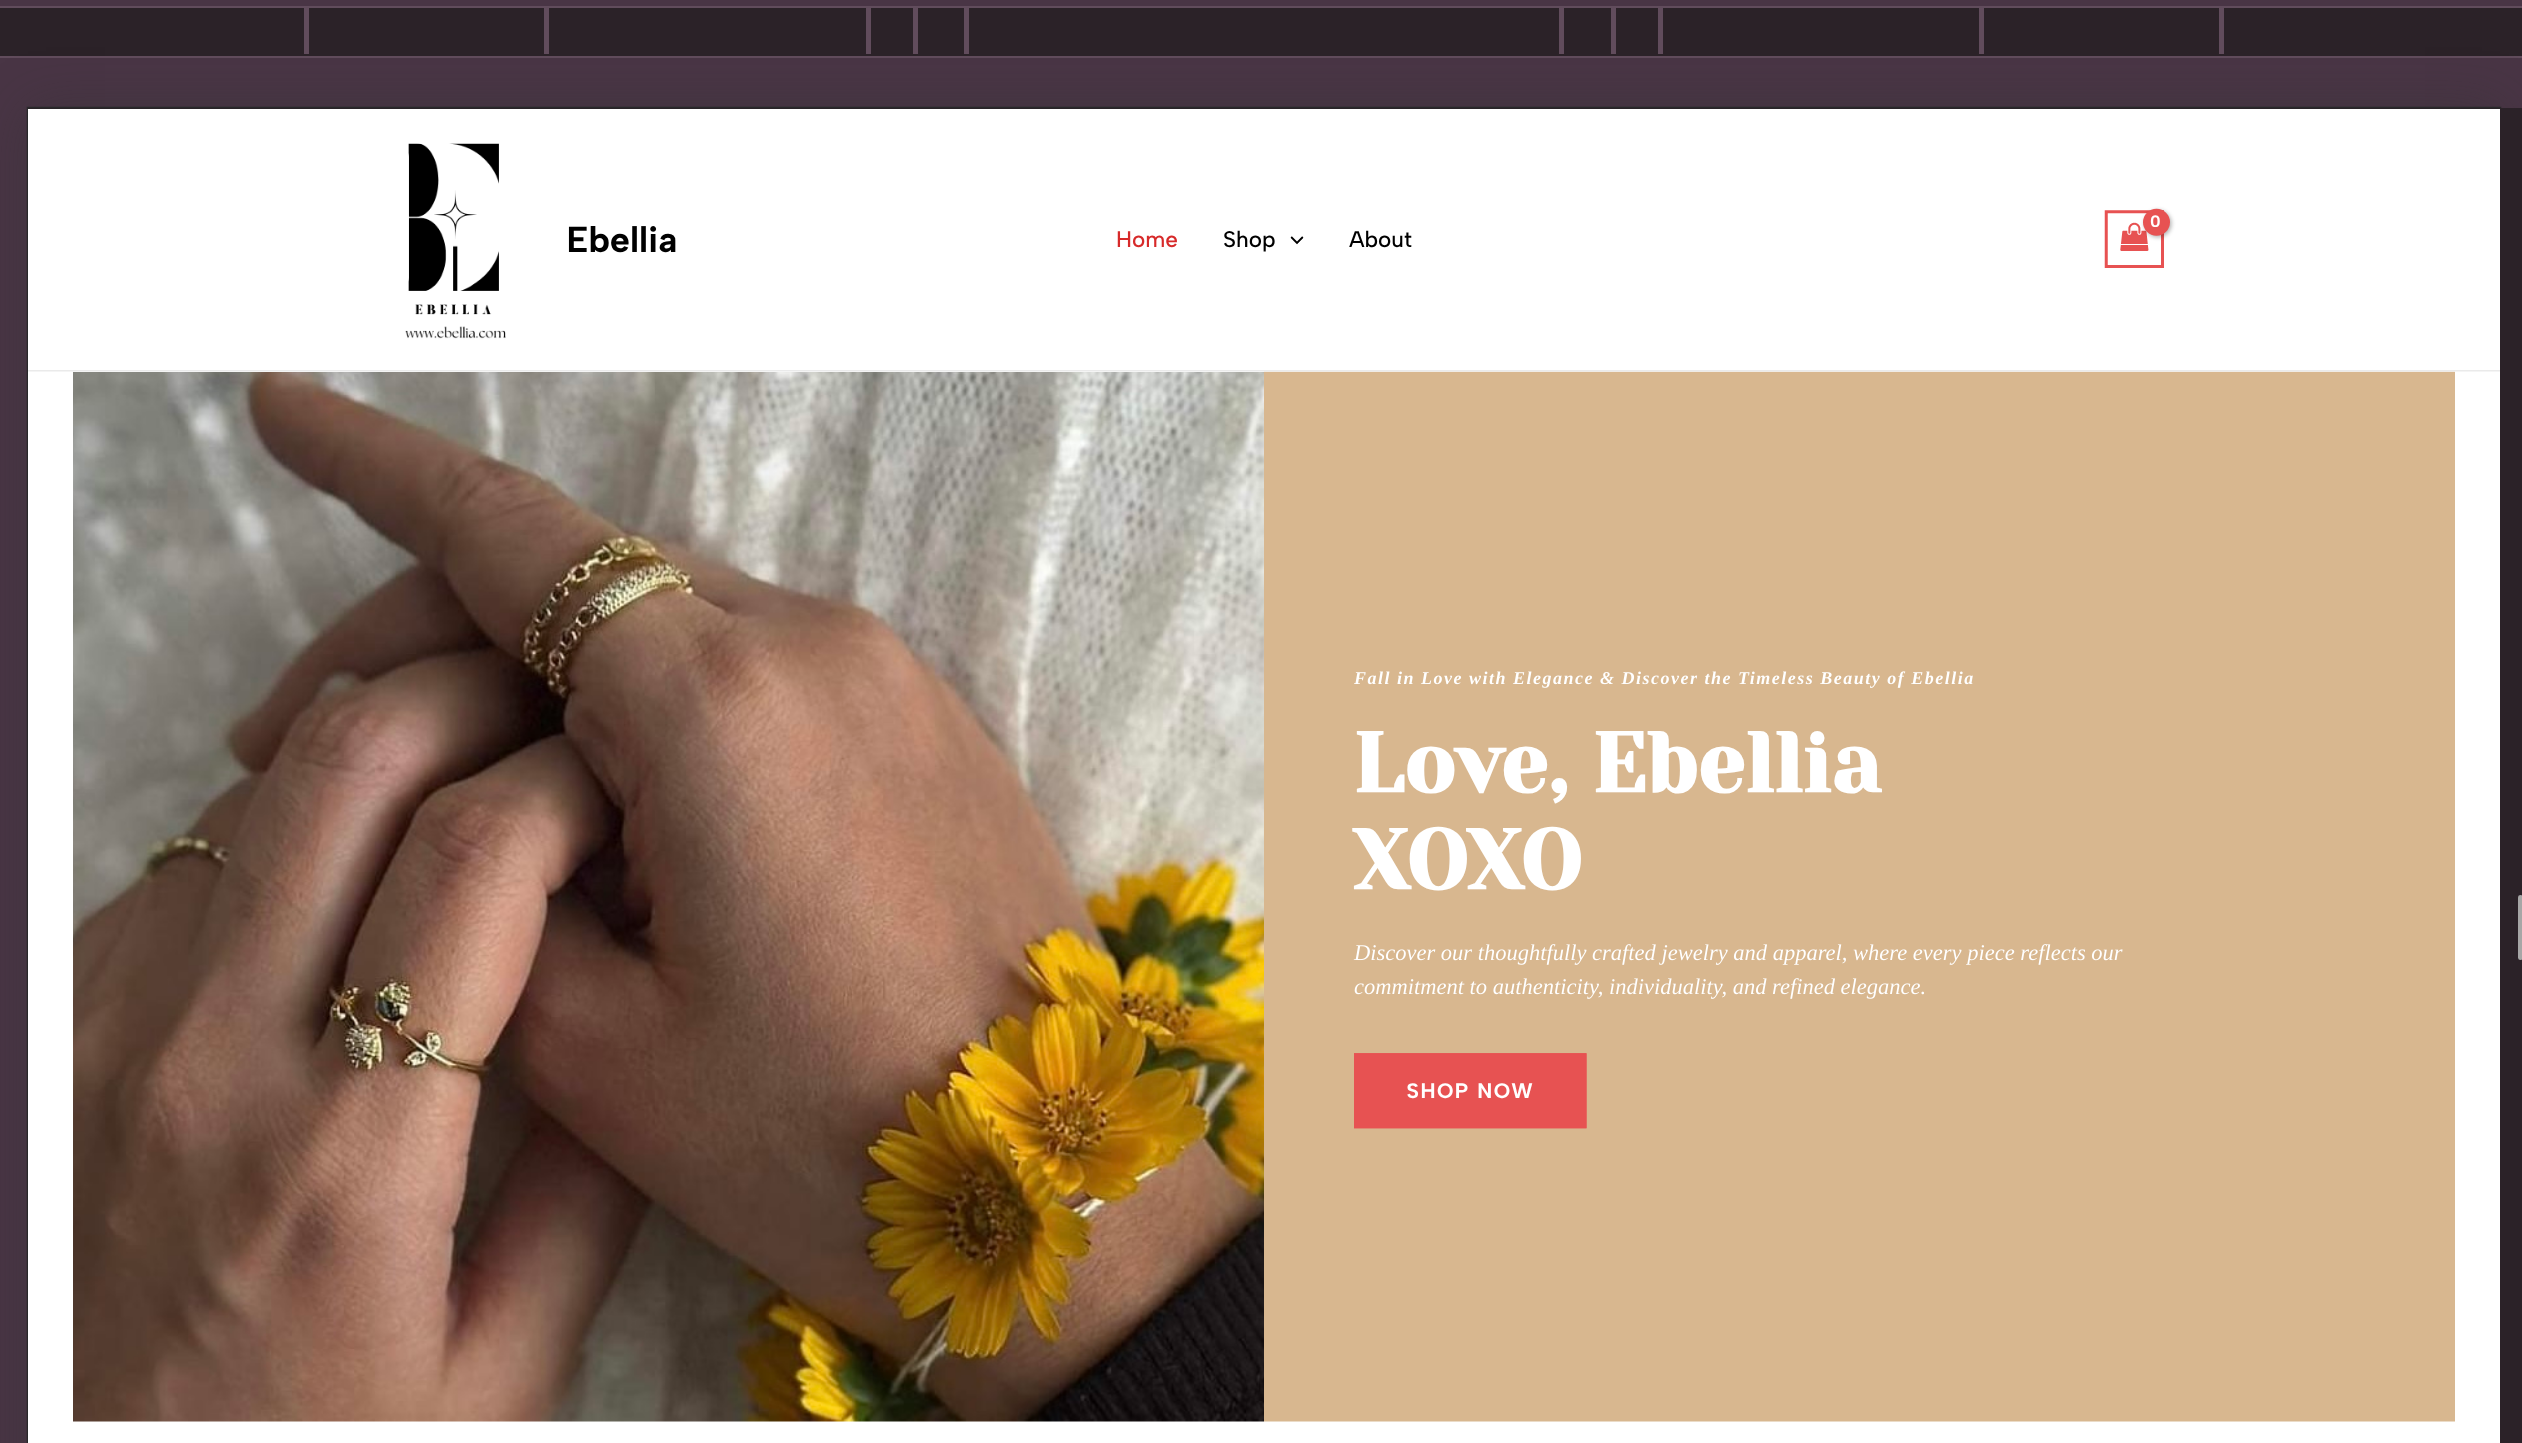 EBELLIA
www.ebellia.com
Ebellia
Home
Shop
About
0
Fall in Love with Elegance & Discover the Timeless Beauty of Ebellia
Love, Ebellia
XOXO
Discover our thoughtfully crafted jewelry and apparel, where every piece reflects our
commitment to authenticity, individuality, and refined elegance.
SHOP NOW